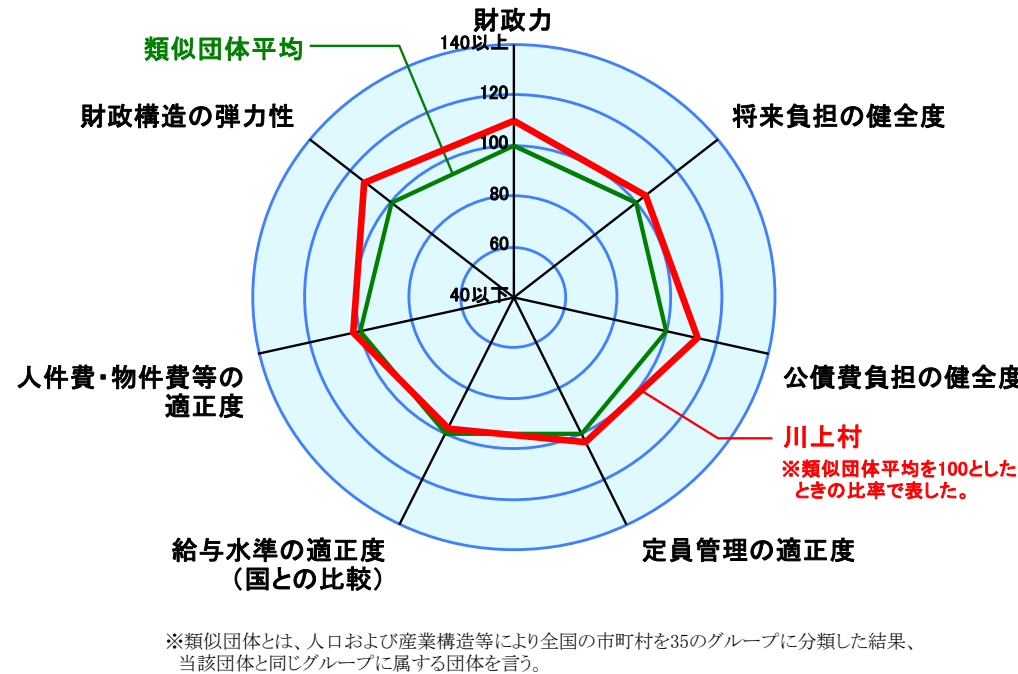 財政力
140以上
類似団体平均
120
財政構造の弾力性
将来負担の健全度
100
80
60
40以下
人件費・物件費等の
適正度
公債費負担の健全度
川上村
※類似団体平均を100とした
ときの比率で表した。
給与水準の適正度
（国との比較）
定員管理の適正度
※類似団体とは、人口および産業構造等により全国の市町村を35のグループに分類した結果、
当該団体と同じグループに属する団体を言う。